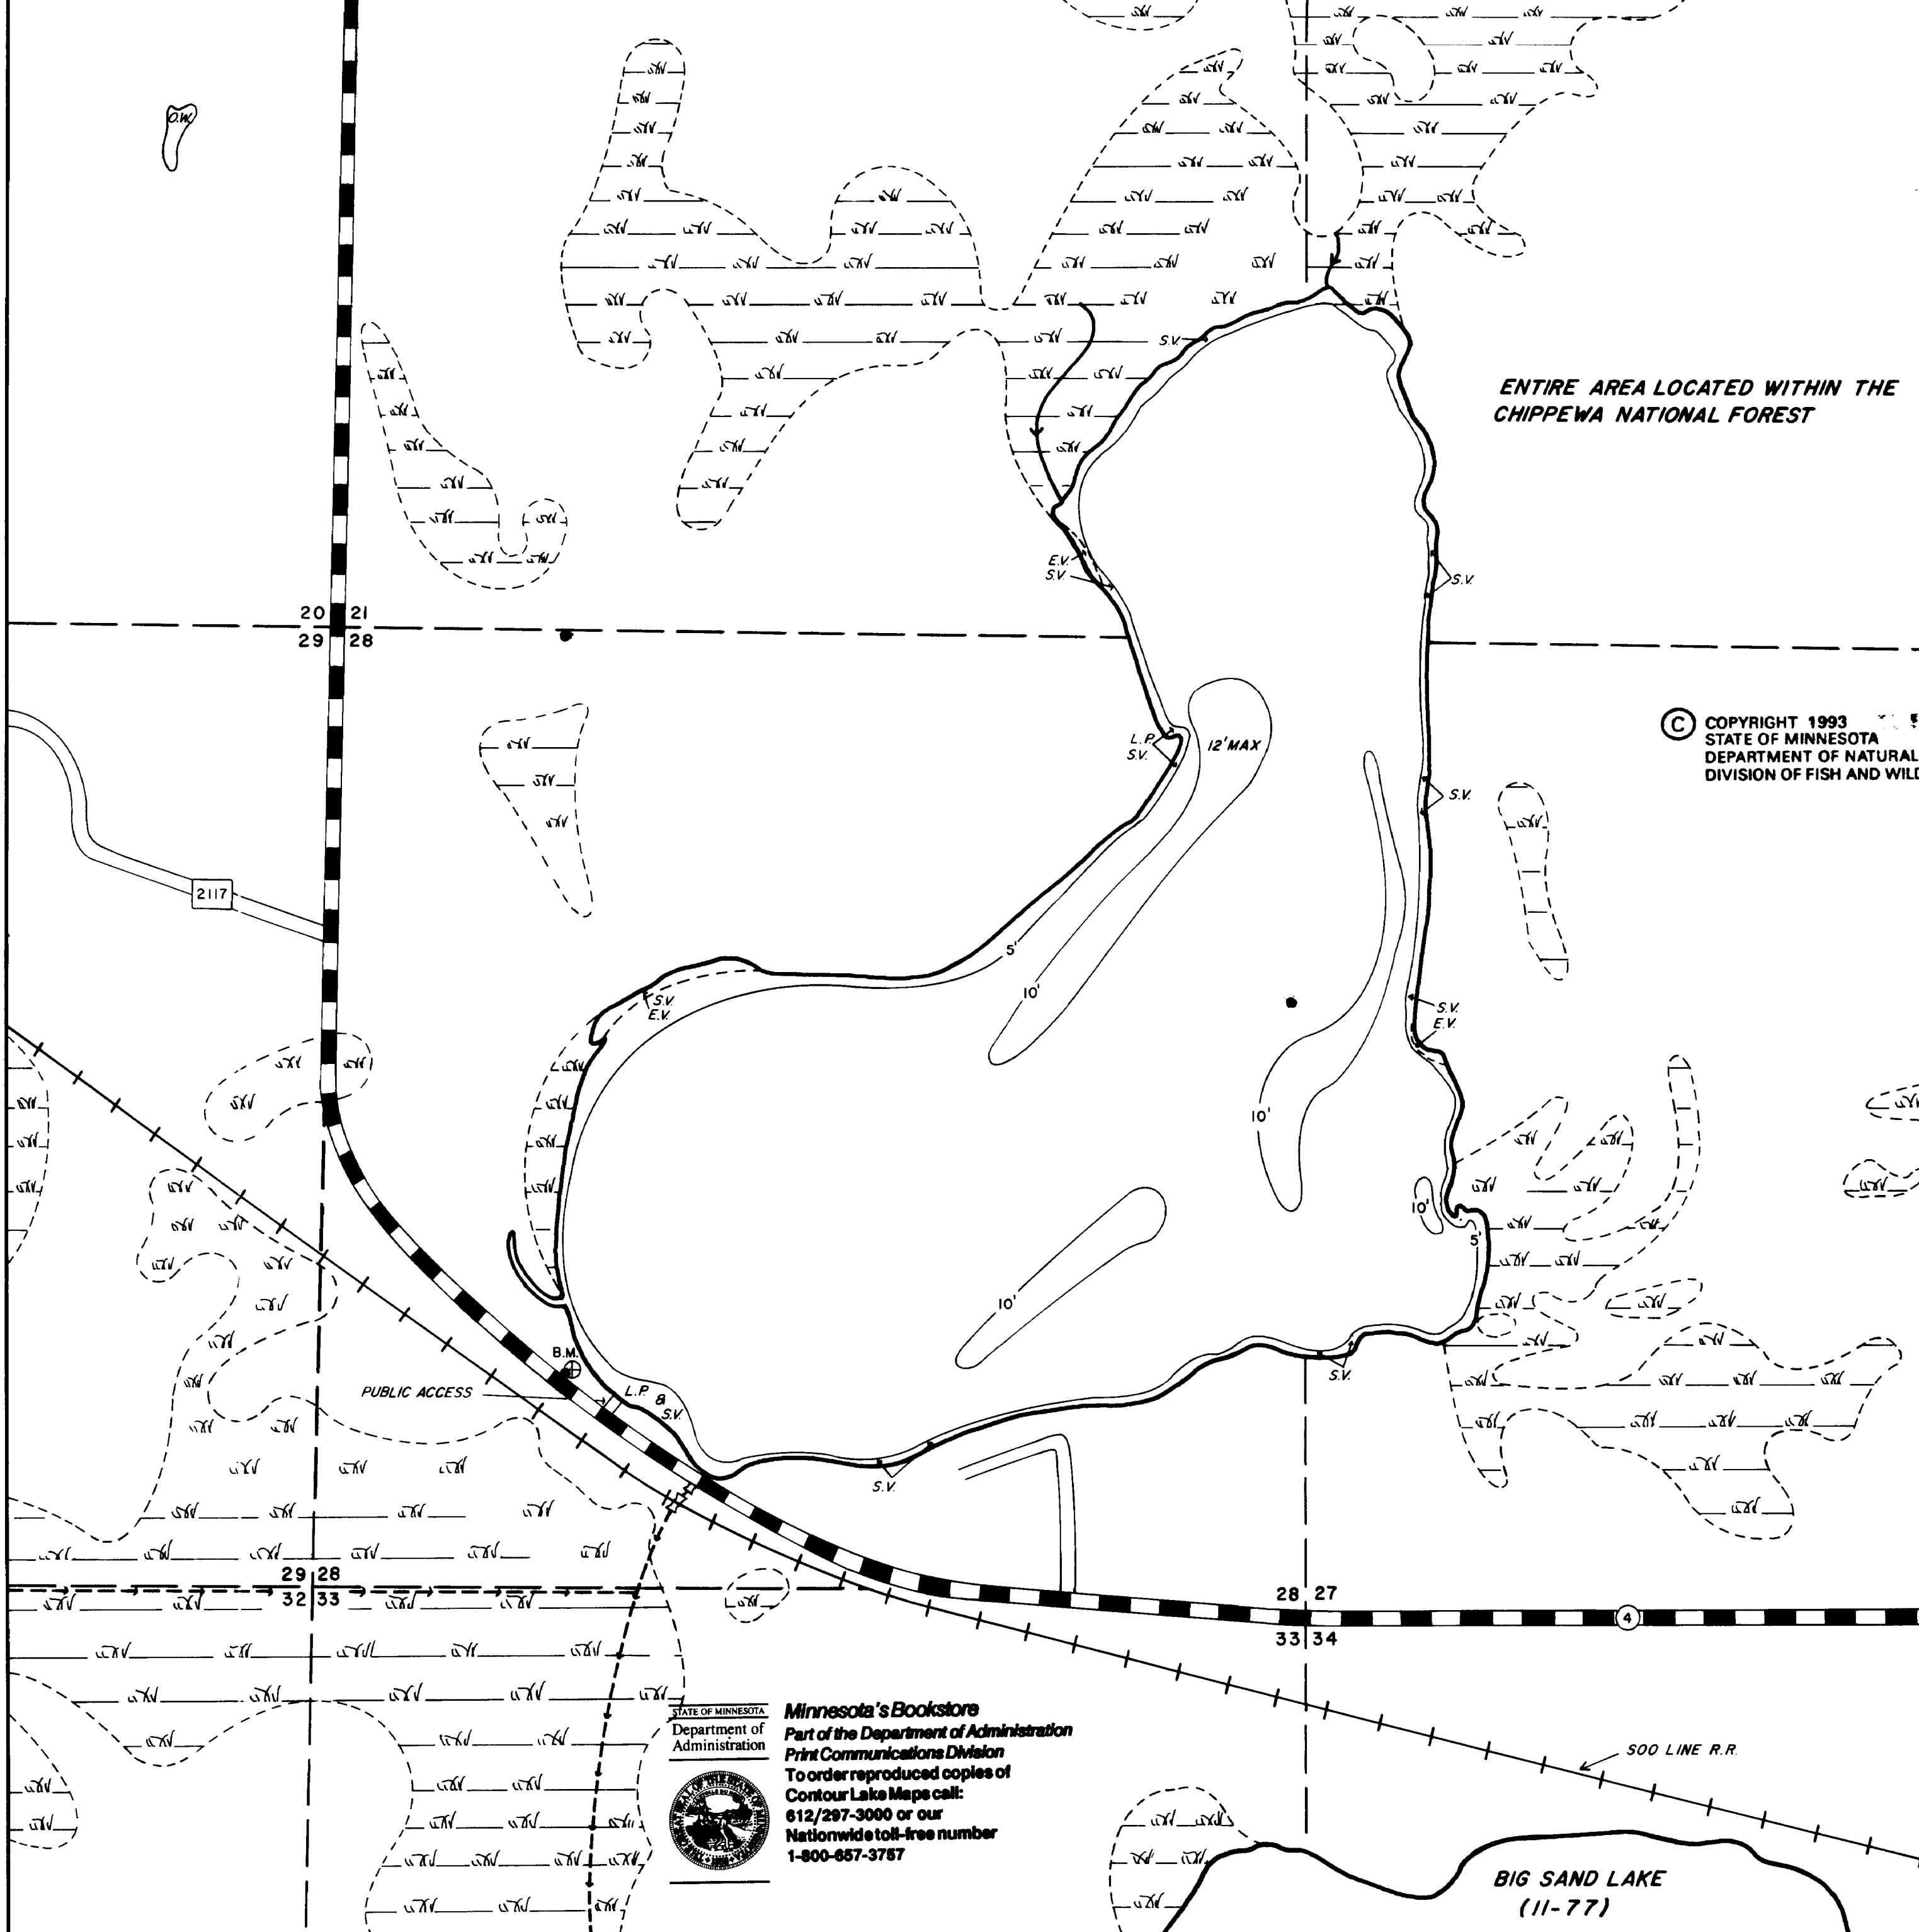 O.W.
S.V.
ENTIRE AREA LOCATED WITHIN THE
CHIPPEWA NATIONAL FOREST
E.V.
S.V.
S.V.
20 21
29 28
L.P.
S.V.
12' MAX
© COPYRIGHT 1993
STATE OF MINNESOTA
DEPARTMENT OF NATURAL
DIVISION OF FISH AND WILD
S.V.
2117
5'
10'
S.V.
E.V.
S.V.
E.V.
10'
10'
5'
10'
B.M.
PUBLIC ACCESS
L.P.
&
S.V.
S.V.
S.V.
29 28
32 33
28 27
33 34
4
STATE OF MINNESOTA
Department of
Administration
Minnesota's Bookstore
Part of the Department of Administration
Print Communications Division
To order reproduced copies of
Contour Lake Maps call:
612/297-3000 or our
Nationwide toll-free number
1-800-657-3757
SOO LINE R.R.
BIG SAND LAKE
(11-77)